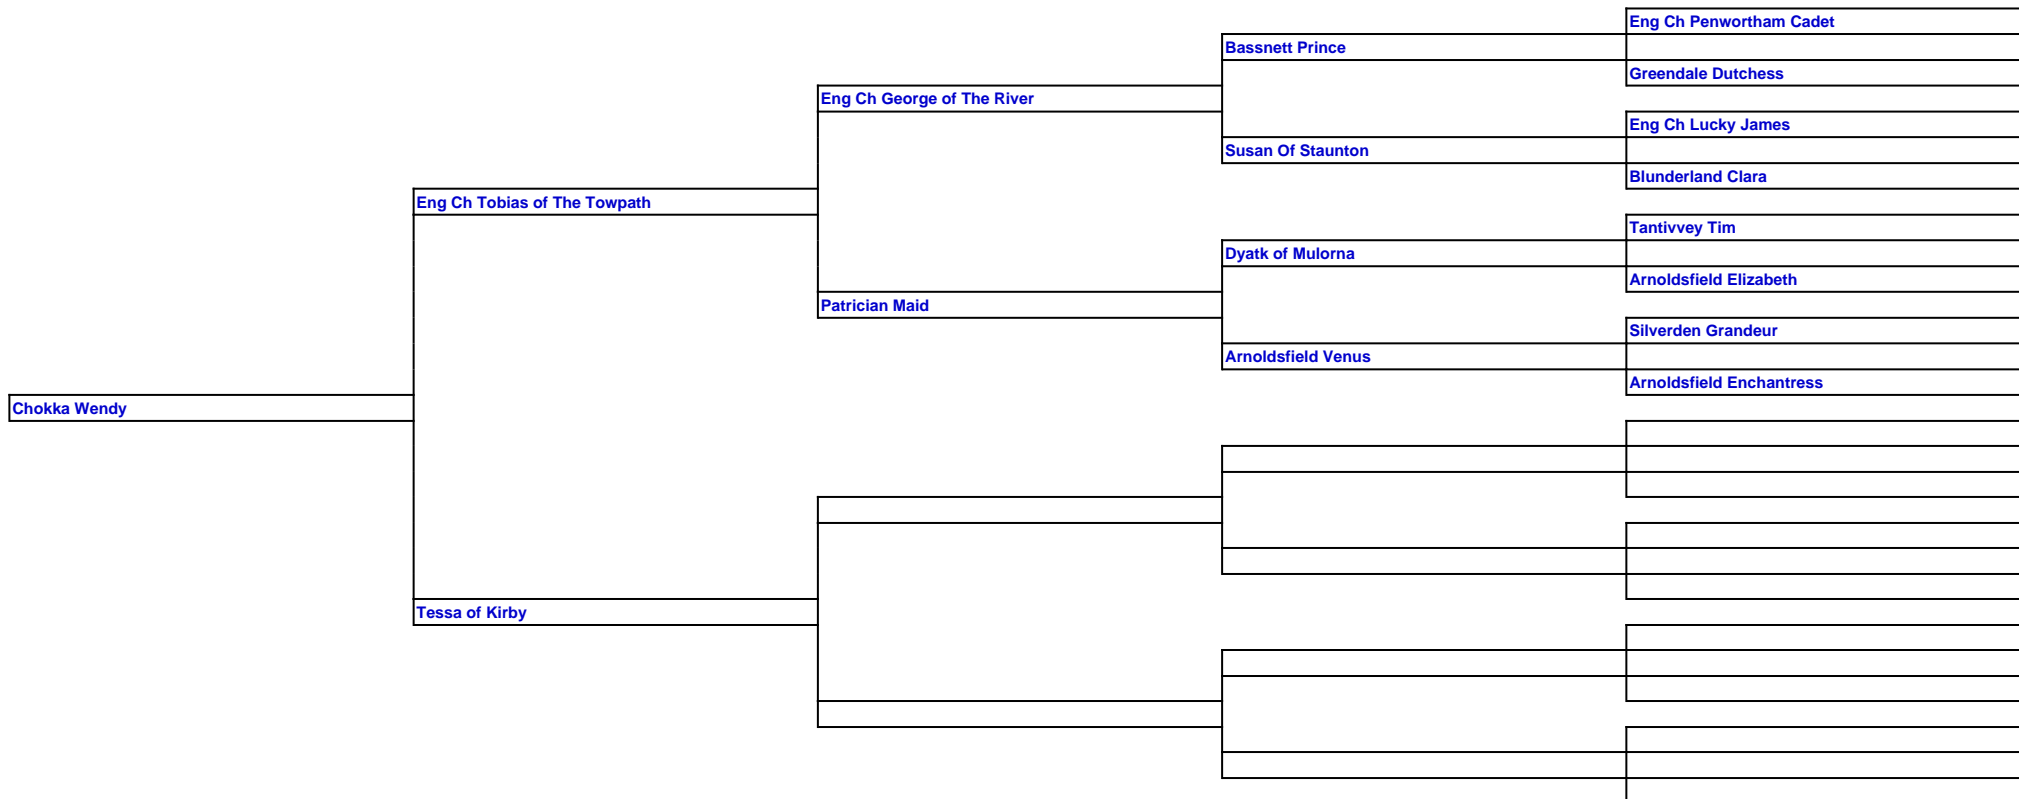 Eng Ch Penwortham Cadet
Bassnett Prince
Greendale Dutchess
Eng Ch George of The River
Eng Ch Lucky James
Susan Of Staunton
Blunderland Clara
Eng Ch Tobias of The Towpath
Tantivvey Tim
Dyatk of Mulorna
Arnoldsfield Elizabeth
Patrician Maid
Silverden Grandeur
Arnoldsfield Venus
Arnoldsfield Enchantress
Chokka Wendy
Tessa of Kirby